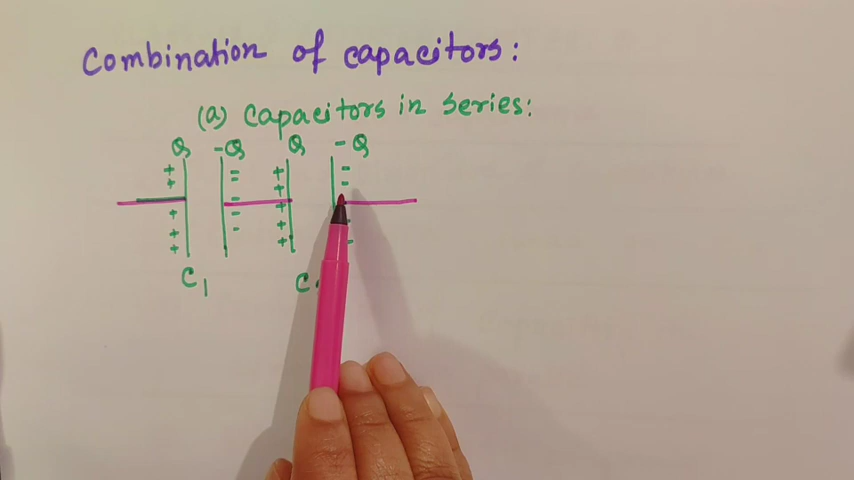 Combination of capacitors:
(a) Capacitors in series:
Q -Q Q -Q
C1 C